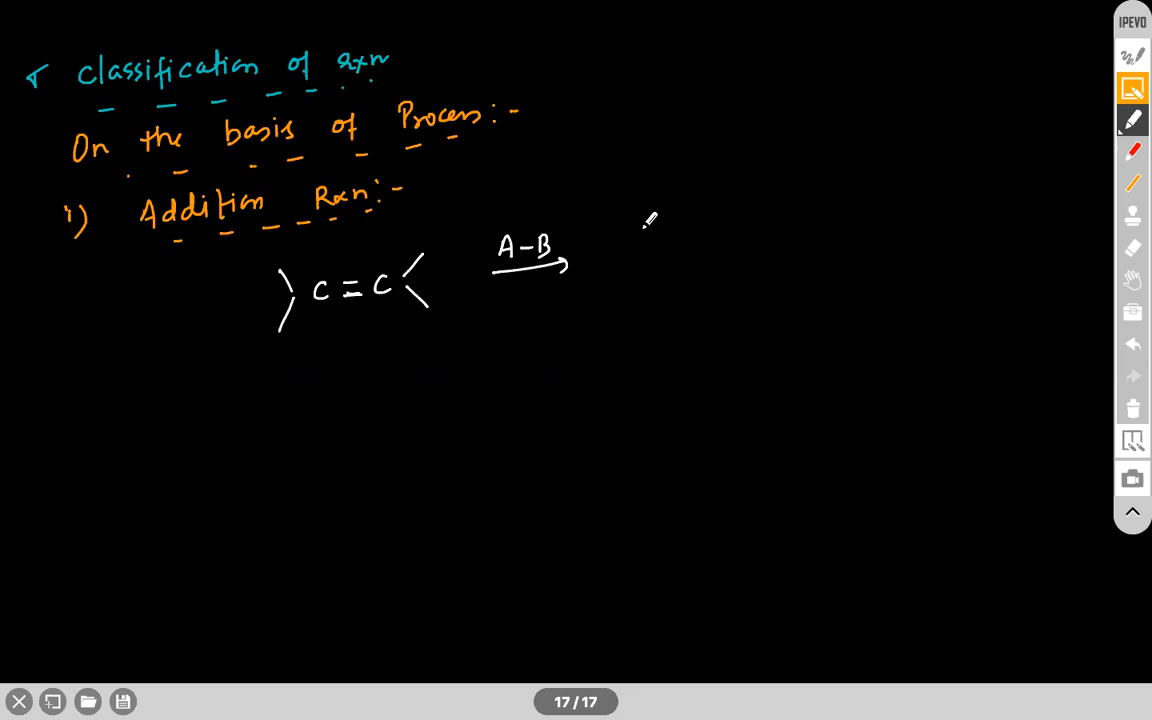 Classification of rxn
On the basis of Process:-
i) Addition Rxn:-
A-B
C=C
IPEVO
17/17